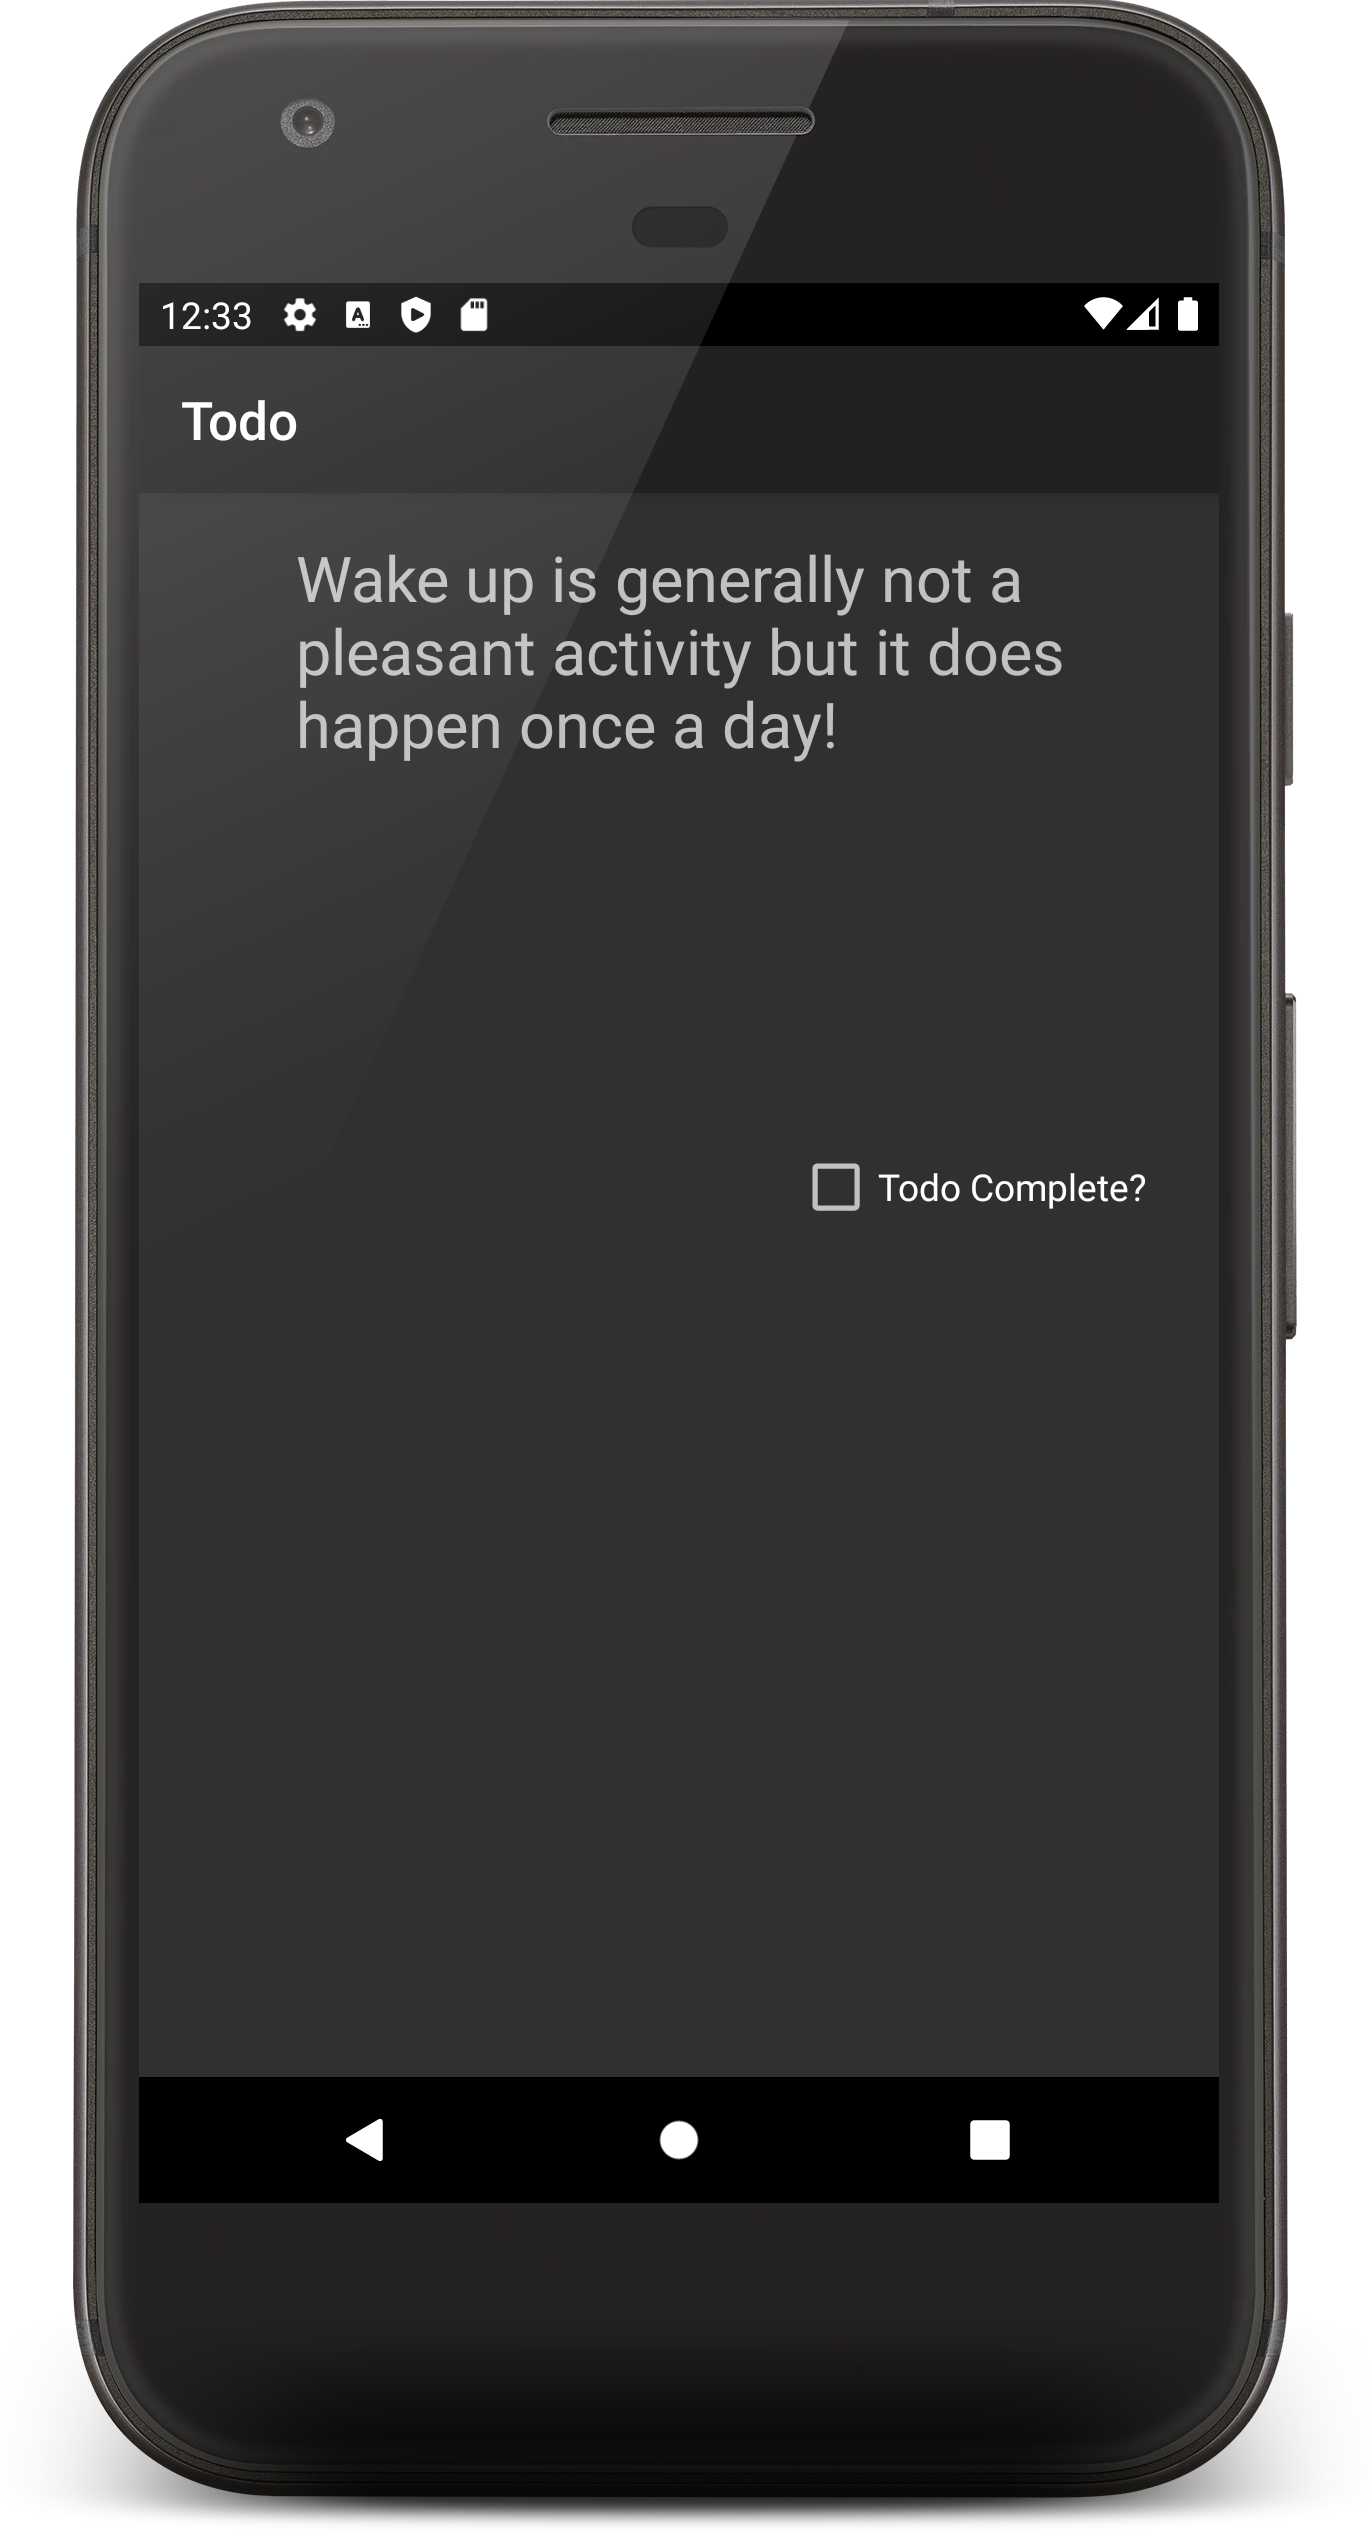 12:33
Todo
Wake up is generally not a
pleasant activity but it does
happen once a day!
Todo Complete?